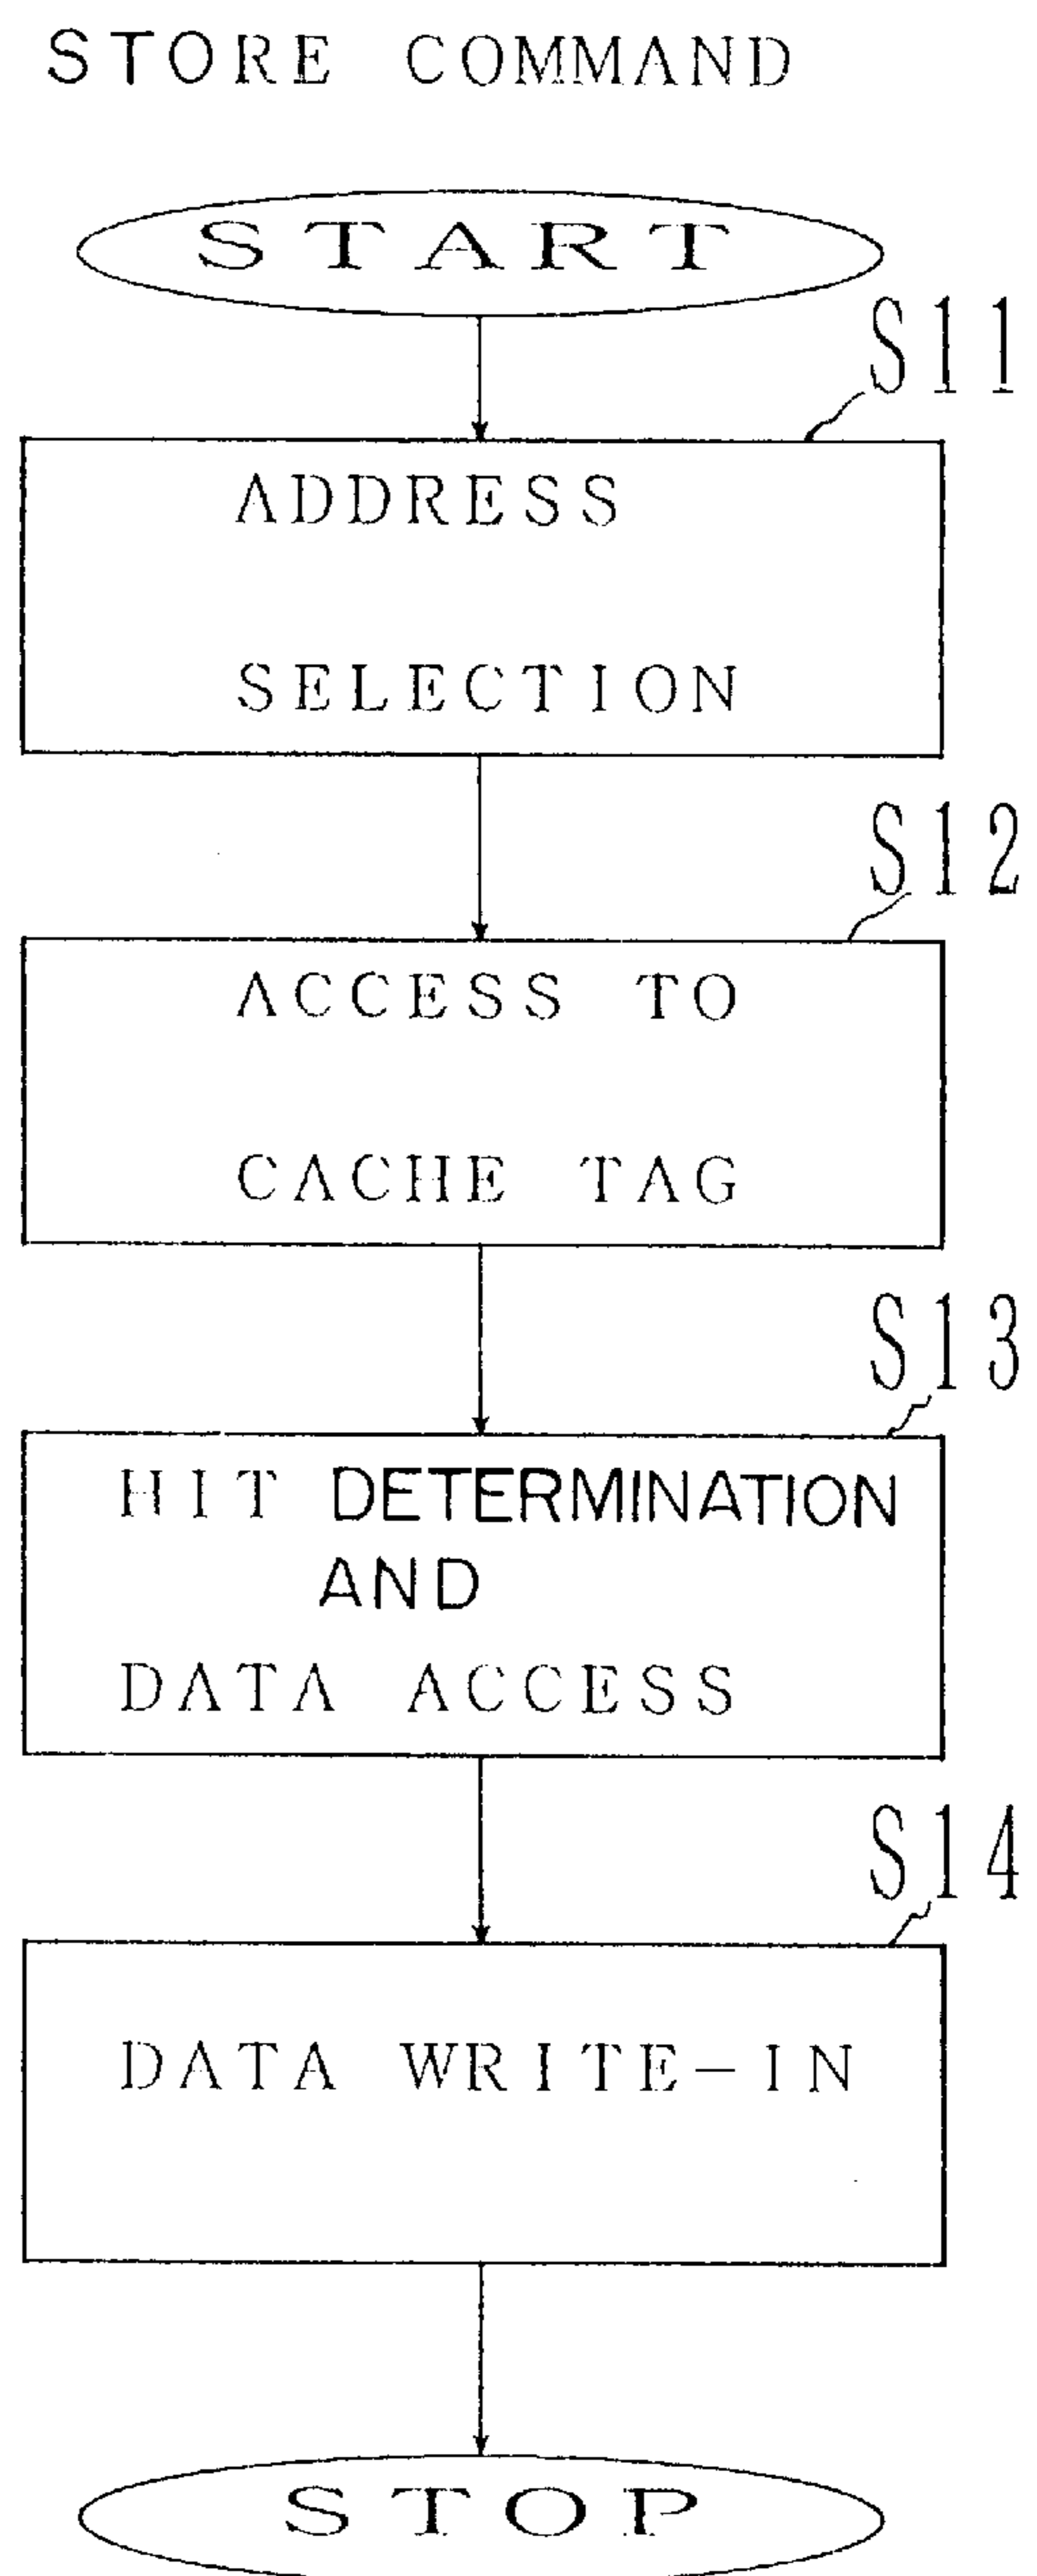 STORE COMMAND
START
S11
ADDRESS
SELECTION
S12
ACCESS TO
CACHE TAG
S13
HIT DETERMINATION
AND
DATA ACCESS
S14
DATA WRITE-IN
STOP